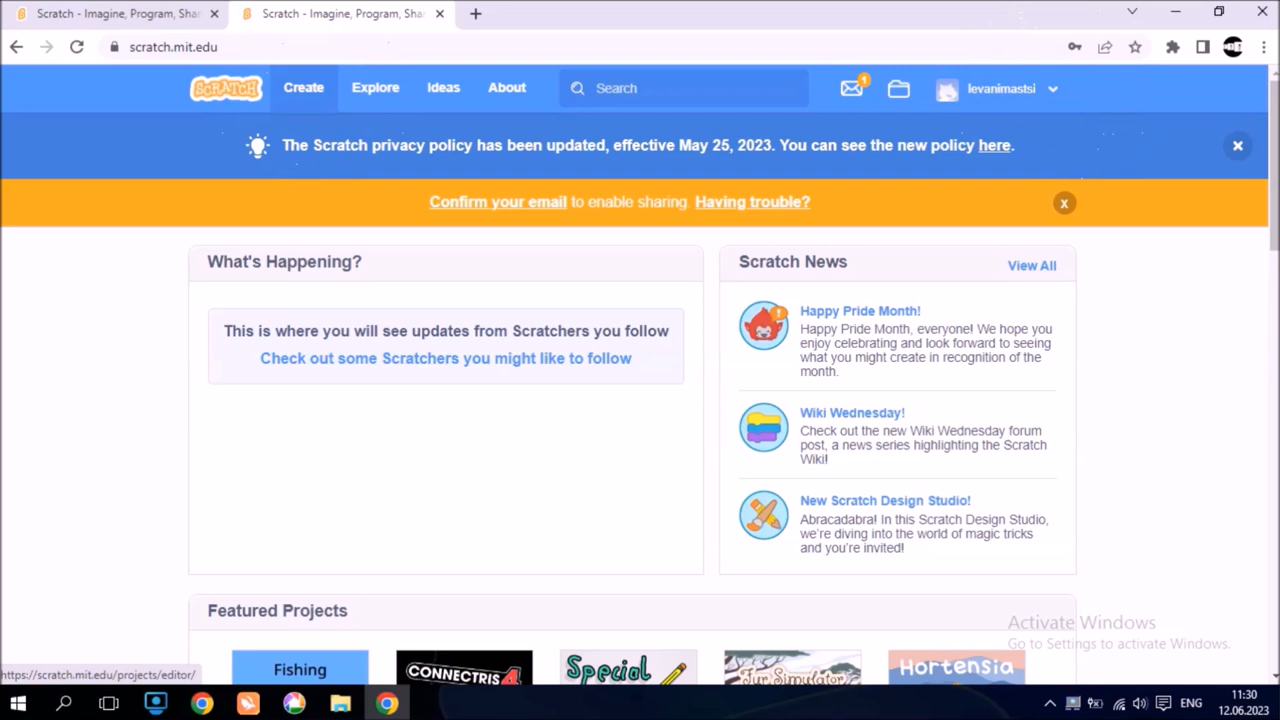 Scratch - Imagine, Program, Shar
Scratch - Imagine, Program, Shar
scratch.mit.edu
SCRATCH
Create
Explore
Ideas
About
Search
1
levanimastsi
The Scratch privacy policy has been updated, effective May 25, 2023. You can see the new policy here.
Confirm your email to enable sharing. Having trouble?
x
What's Happening?
This is where you will see updates from Scratchers you follow
Check out some Scratchers you might like to follow
Scratch News
View All
Happy Pride Month!
Happy Pride Month, everyone! We hope you
enjoy celebrating and look forward to seeing
what you might create in recognition of the
month.
Wiki Wednesday!
Check out the new Wiki Wednesday forum
post, a news series highlighting the Scratch
Wiki!
New Scratch Design Studio!
Abracadabra! In this Scratch Design Studio,
we're diving into the world of magic tricks
and you're invited!
Featured Projects
Fishing
CONNECTRIS 4
Special
Fur Simulator
HORTENSIA
Activate Windows
Go to Settings to activate Windows.
https://scratch.mit.edu/projects/editor/
ENG
11:30
12.06.2023